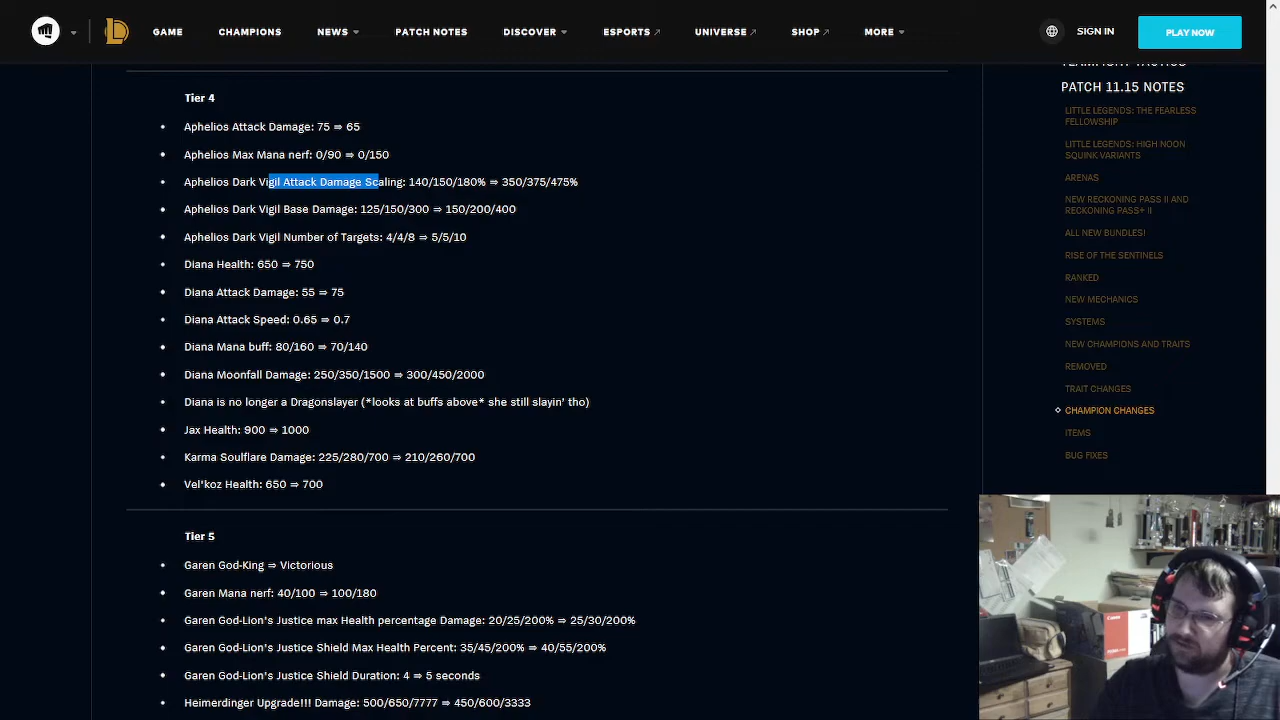 GAME
CHAMPIONS
NEWS
PATCH NOTES
DISCOVER
ESPORTS
UNIVERSE
SHOP
MORE
SIGN IN
PLAY NOW
Tier 4
Aphelios Attack Damage: 75 ⇒ 65
Aphelios Max Mana nerf: 0/90 ⇒ 0/150
Aphelios Dark Vigil Attack Damage Scaling: 140/150/180% ⇒ 350/375/475%
Aphelios Dark Vigil Base Damage: 125/150/300 ⇒ 150/200/400
Aphelios Dark Vigil Number of Targets: 4/4/8 ⇒ 5/5/10
Diana Health: 650 ⇒ 750
Diana Attack Damage: 55 ⇒ 75
Diana Attack Speed: 0.65 ⇒ 0.7
Diana Mana buff: 80/160 ⇒ 70/140
Diana Moonfall Damage: 250/350/1500 ⇒ 300/450/2000
Diana is no longer a Dragonslayer (*looks at buffs above* she still slayin' tho)
Jax Health: 900 ⇒ 1000
Karma Soulflare Damage: 225/280/700 ⇒ 210/260/700
Vel'koz Health: 650 ⇒ 700
Tier 5
Garen God-King ⇒ Victorious
Garen Mana nerf: 40/100 ⇒ 100/180
Garen God-Lion's Justice max Health percentage Damage: 20/25/200% ⇒ 25/30/200%
Garen God-Lion's Justice Shield Max Health Percent: 35/45/200% ⇒ 40/55/200%
Garen God-Lion's Justice Shield Duration: 4 ⇒ 5 seconds
Heimerdinger Upgrade!!! Damage: 500/650/7777 ⇒ 450/600/3333
TEAMFIGHT TACTICS
PATCH 11.15 NOTES
LITTLE LEGENDS: THE FEARLESS
FELLOWSHIP
LITTLE LEGENDS: HIGH NOON
SQUINK VARIANTS
ARENAS
NEW RECKONING PASS II AND
RECKONING PASS+ II
ALL NEW BUNDLES!
RISE OF THE SENTINELS
RANKED
NEW MECHANICS
SYSTEMS
NEW CHAMPIONS AND TRAITS
REMOVED
TRAIT CHANGES
CHAMPION CHANGES
ITEMS
BUG FIXES
Canon